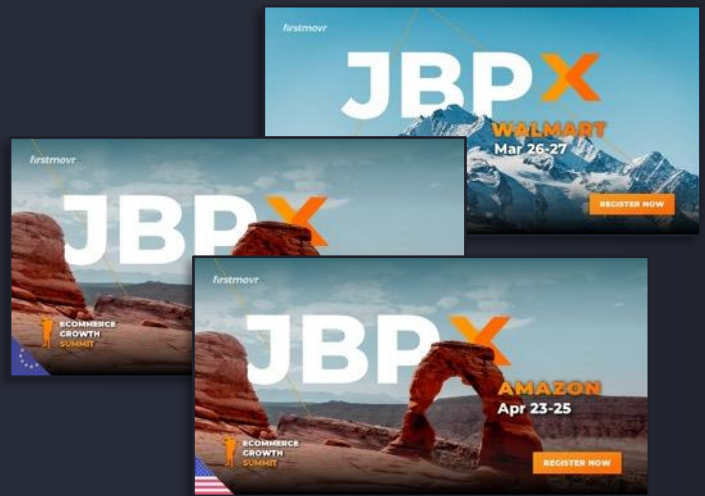 firstmovr
JBPX
WALMART
Mar 26-27
REGISTER NOW
firstmovr
JBPX
ECOMMERCE
GROWTH
SUMMIT
firstmovr
JBPX
AMAZON
Apr 23-25
ECOMMERCE
GROWTH
SUMMIT
REGISTER NOW